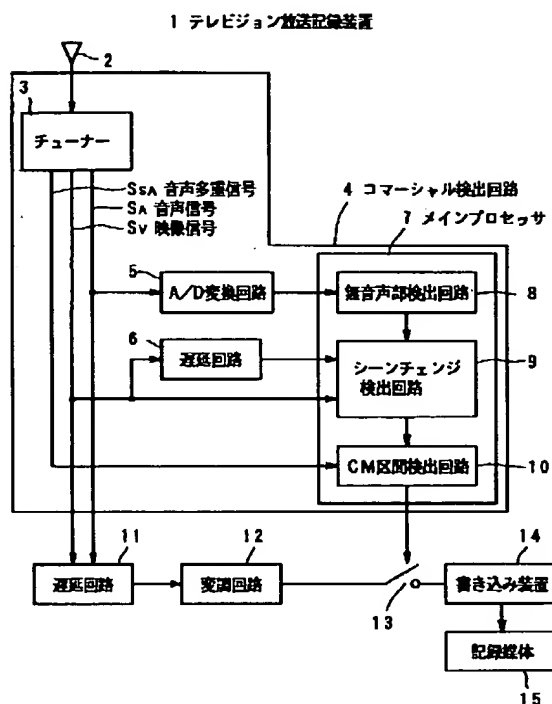 1 テレビジョン放送記録装置
2
3
チューナー
SSA 音声多重信号
SA 音声信号
SV 映像信号
4 コマーシャル検出回路
7 メインプロセッサ
5
A/D変換回路
無音声部検出回路
8
6
遅延回路
シーンチェンジ
検出回路
9
CM区間検出回路
10
11
遅延回路
12
変調回路
13
14
書き込み装置
記録媒体
15